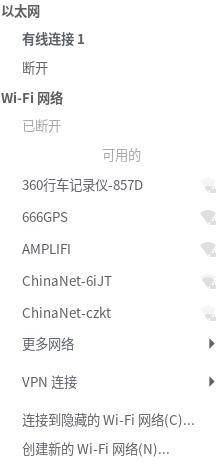 以太网
有线连接 1
断开
Wi-Fi 网络
已断开
可用的
360行车记录仪-857D
666GPS
AMPLIFI
ChinaNet-6iJT
ChinaNet-czkt
更多网络
VPN 连接
连接到隐藏的 Wi-Fi 网络(C)...
创建新的 Wi-Fi 网络(N)...